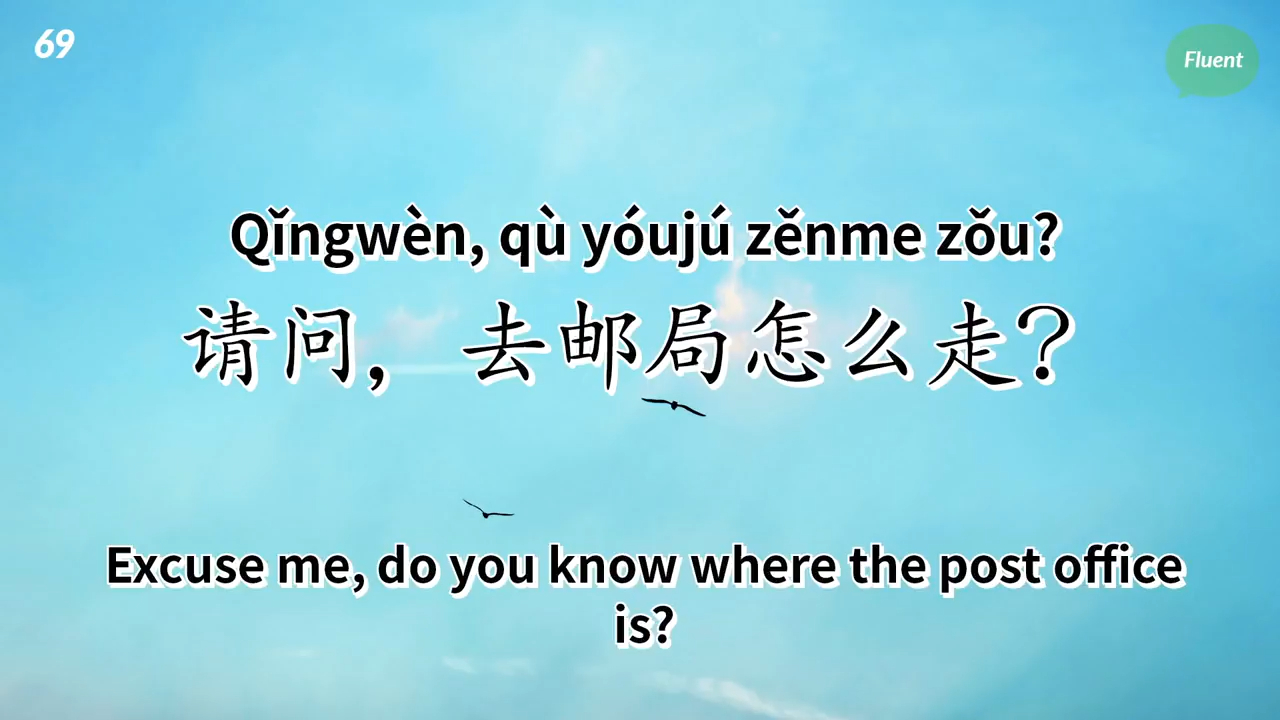 69
Fluent
Qǐngwèn, qù yóujú zěnme zǒu?
请问，去邮局怎么走？
Excuse me, do you know where the post office
is?